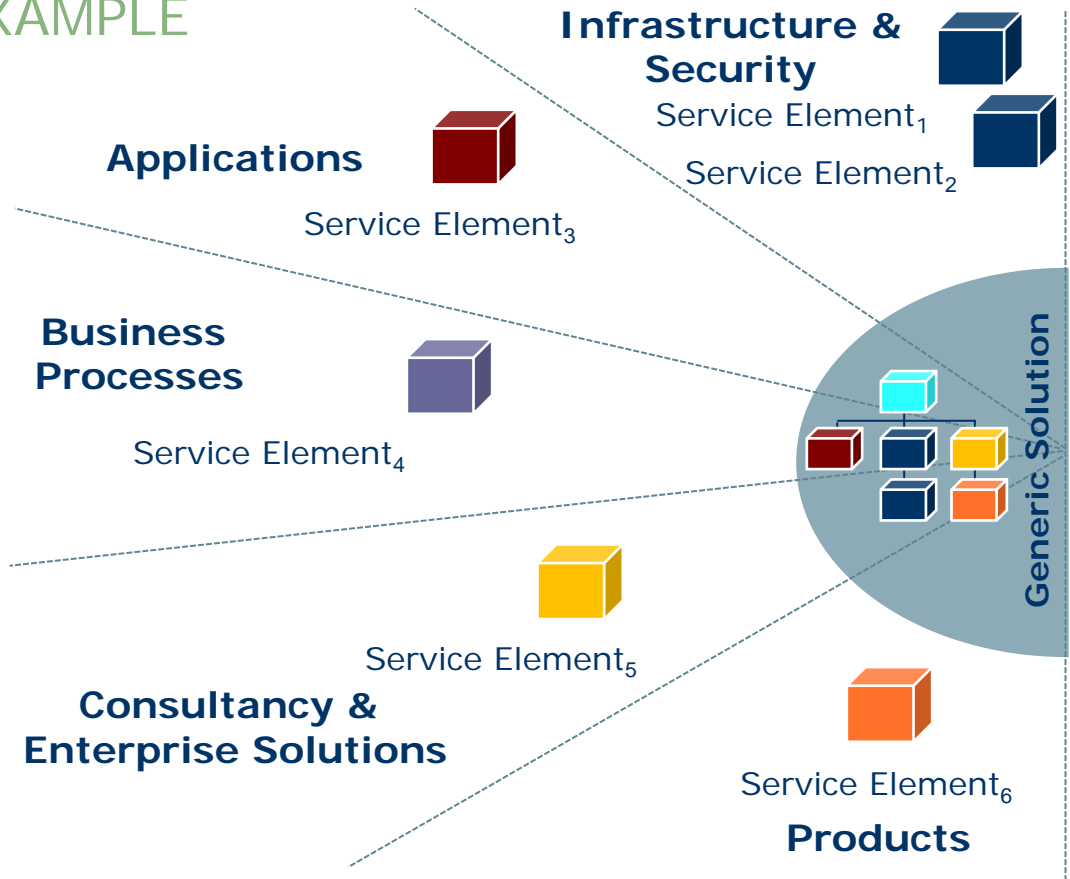 XAMPLE
Infrastructure &
Security
Service Element₁
Service Element₂
Applications
Service Element₃
Business
Processes
Service Element₄
Generic Solution
Service Element₅
Consultancy &
Enterprise Solutions
Service Element₆
Products